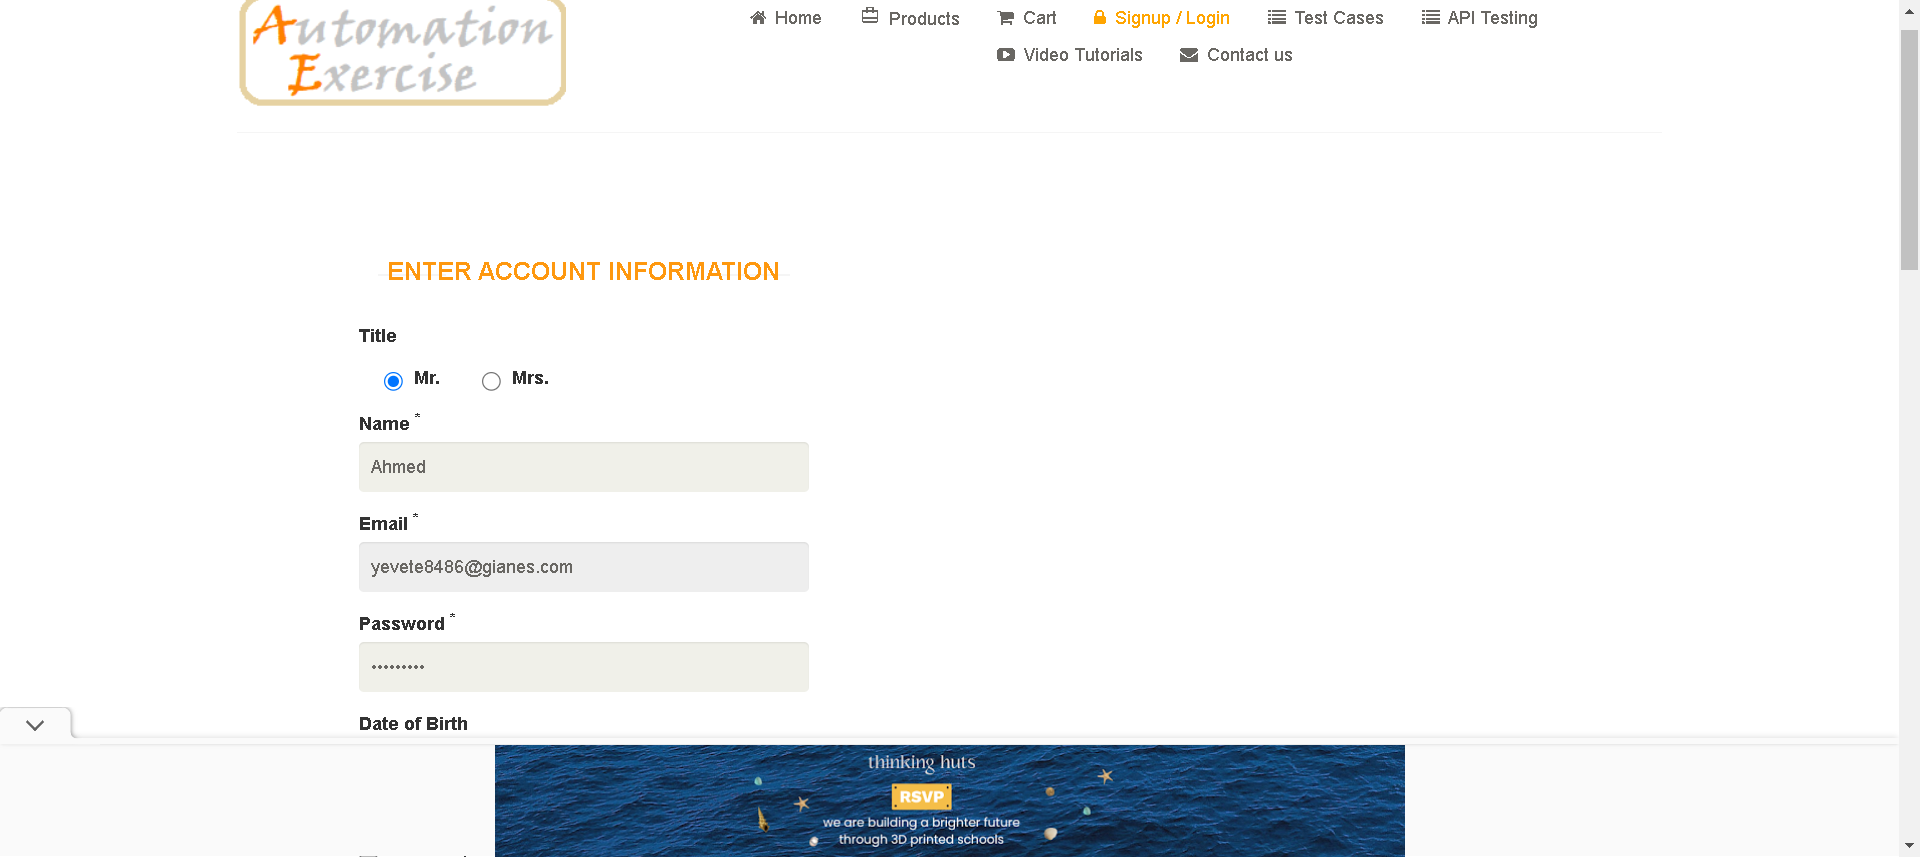 Automation
Exercise
Home
Products
Cart
Signup / Login
Test Cases
API Testing
Video Tutorials
Contact us
ENTER ACCOUNT INFORMATION
Title
Mr.
Mrs.
Name *
Ahmed
Email *
yevete8486@gianes.com
Password *
•••••••••
Date of Birth
thinking huts
RSVP
we are building a brighter future
through 3D printed schools